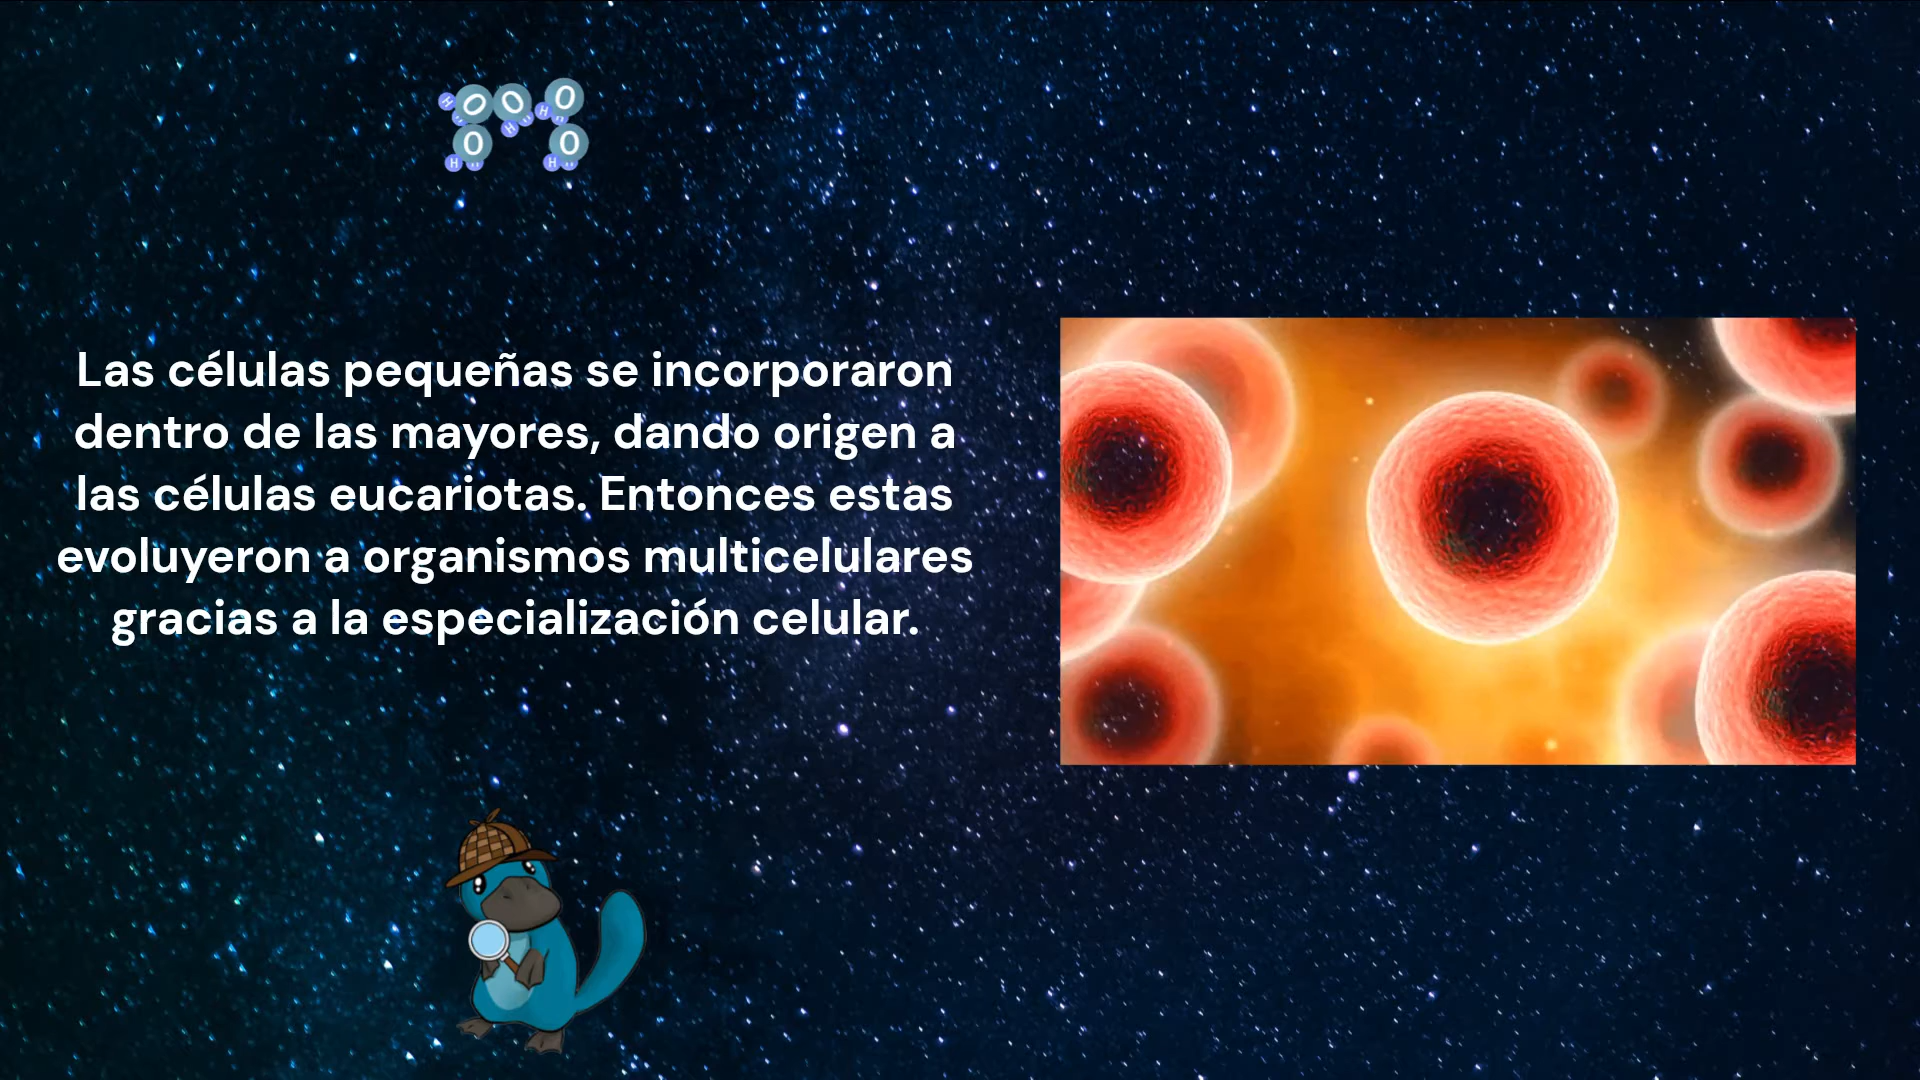 H O O H O
H
O O
H H H H
Las células pequeñas se incorporaron
dentro de las mayores, dando origen a
las células eucariotas. Entonces estas
evoluyeron a organismos multicelulares
gracias a la especialización celular.